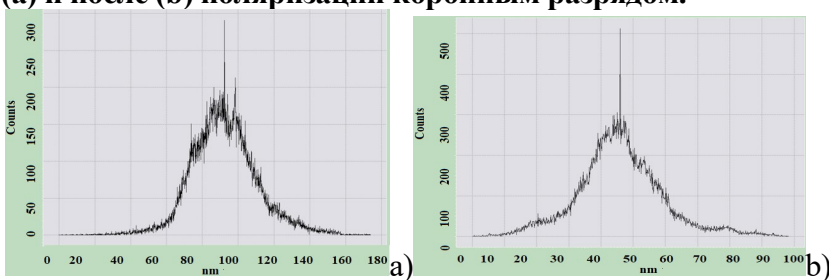 (a) и после (b) поляризации коронным разрядом.
300
250
200
150
100
50
0
Counts
0 20 40 60 80 100 120 140 160 180
nm
a)
500
400
300
200
100
Counts
0 10 20 30 40 50 60 70 80 90 100
nm
b)